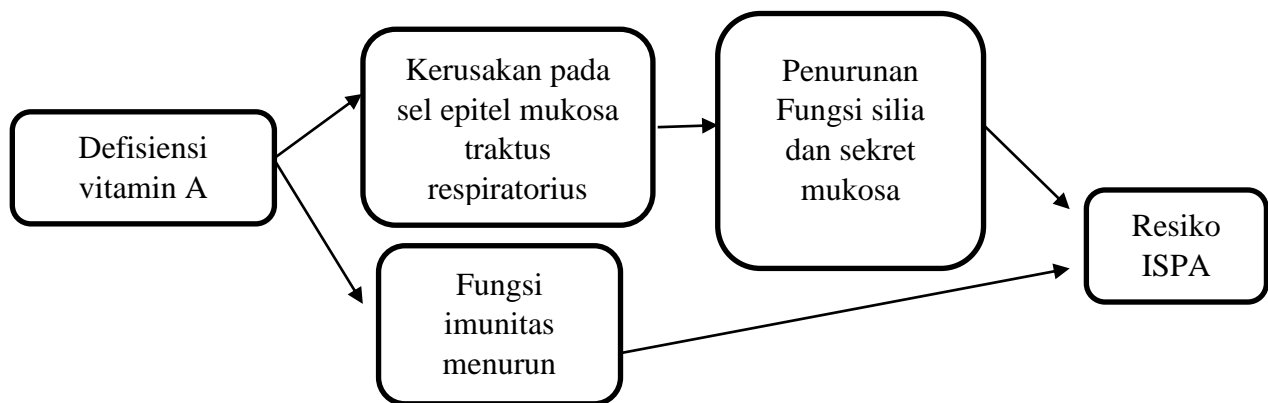 Defisiensi
vitamin A
Kerusakan pada
sel epitel mukosa
traktus
respiratorius
Penurunan
Fungsi silia
dan sekret
mukosa
Fungsi
imunitas
menurun
Resiko
ISPA